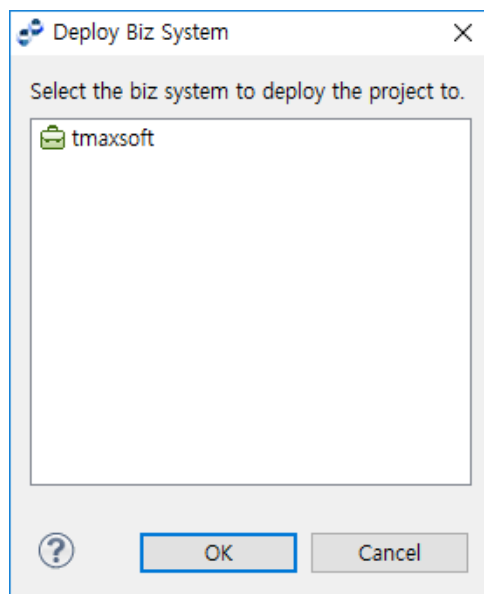 Deploy Biz System
Select the biz system to deploy the project to.
tmaxsoft
?
OK
Cancel